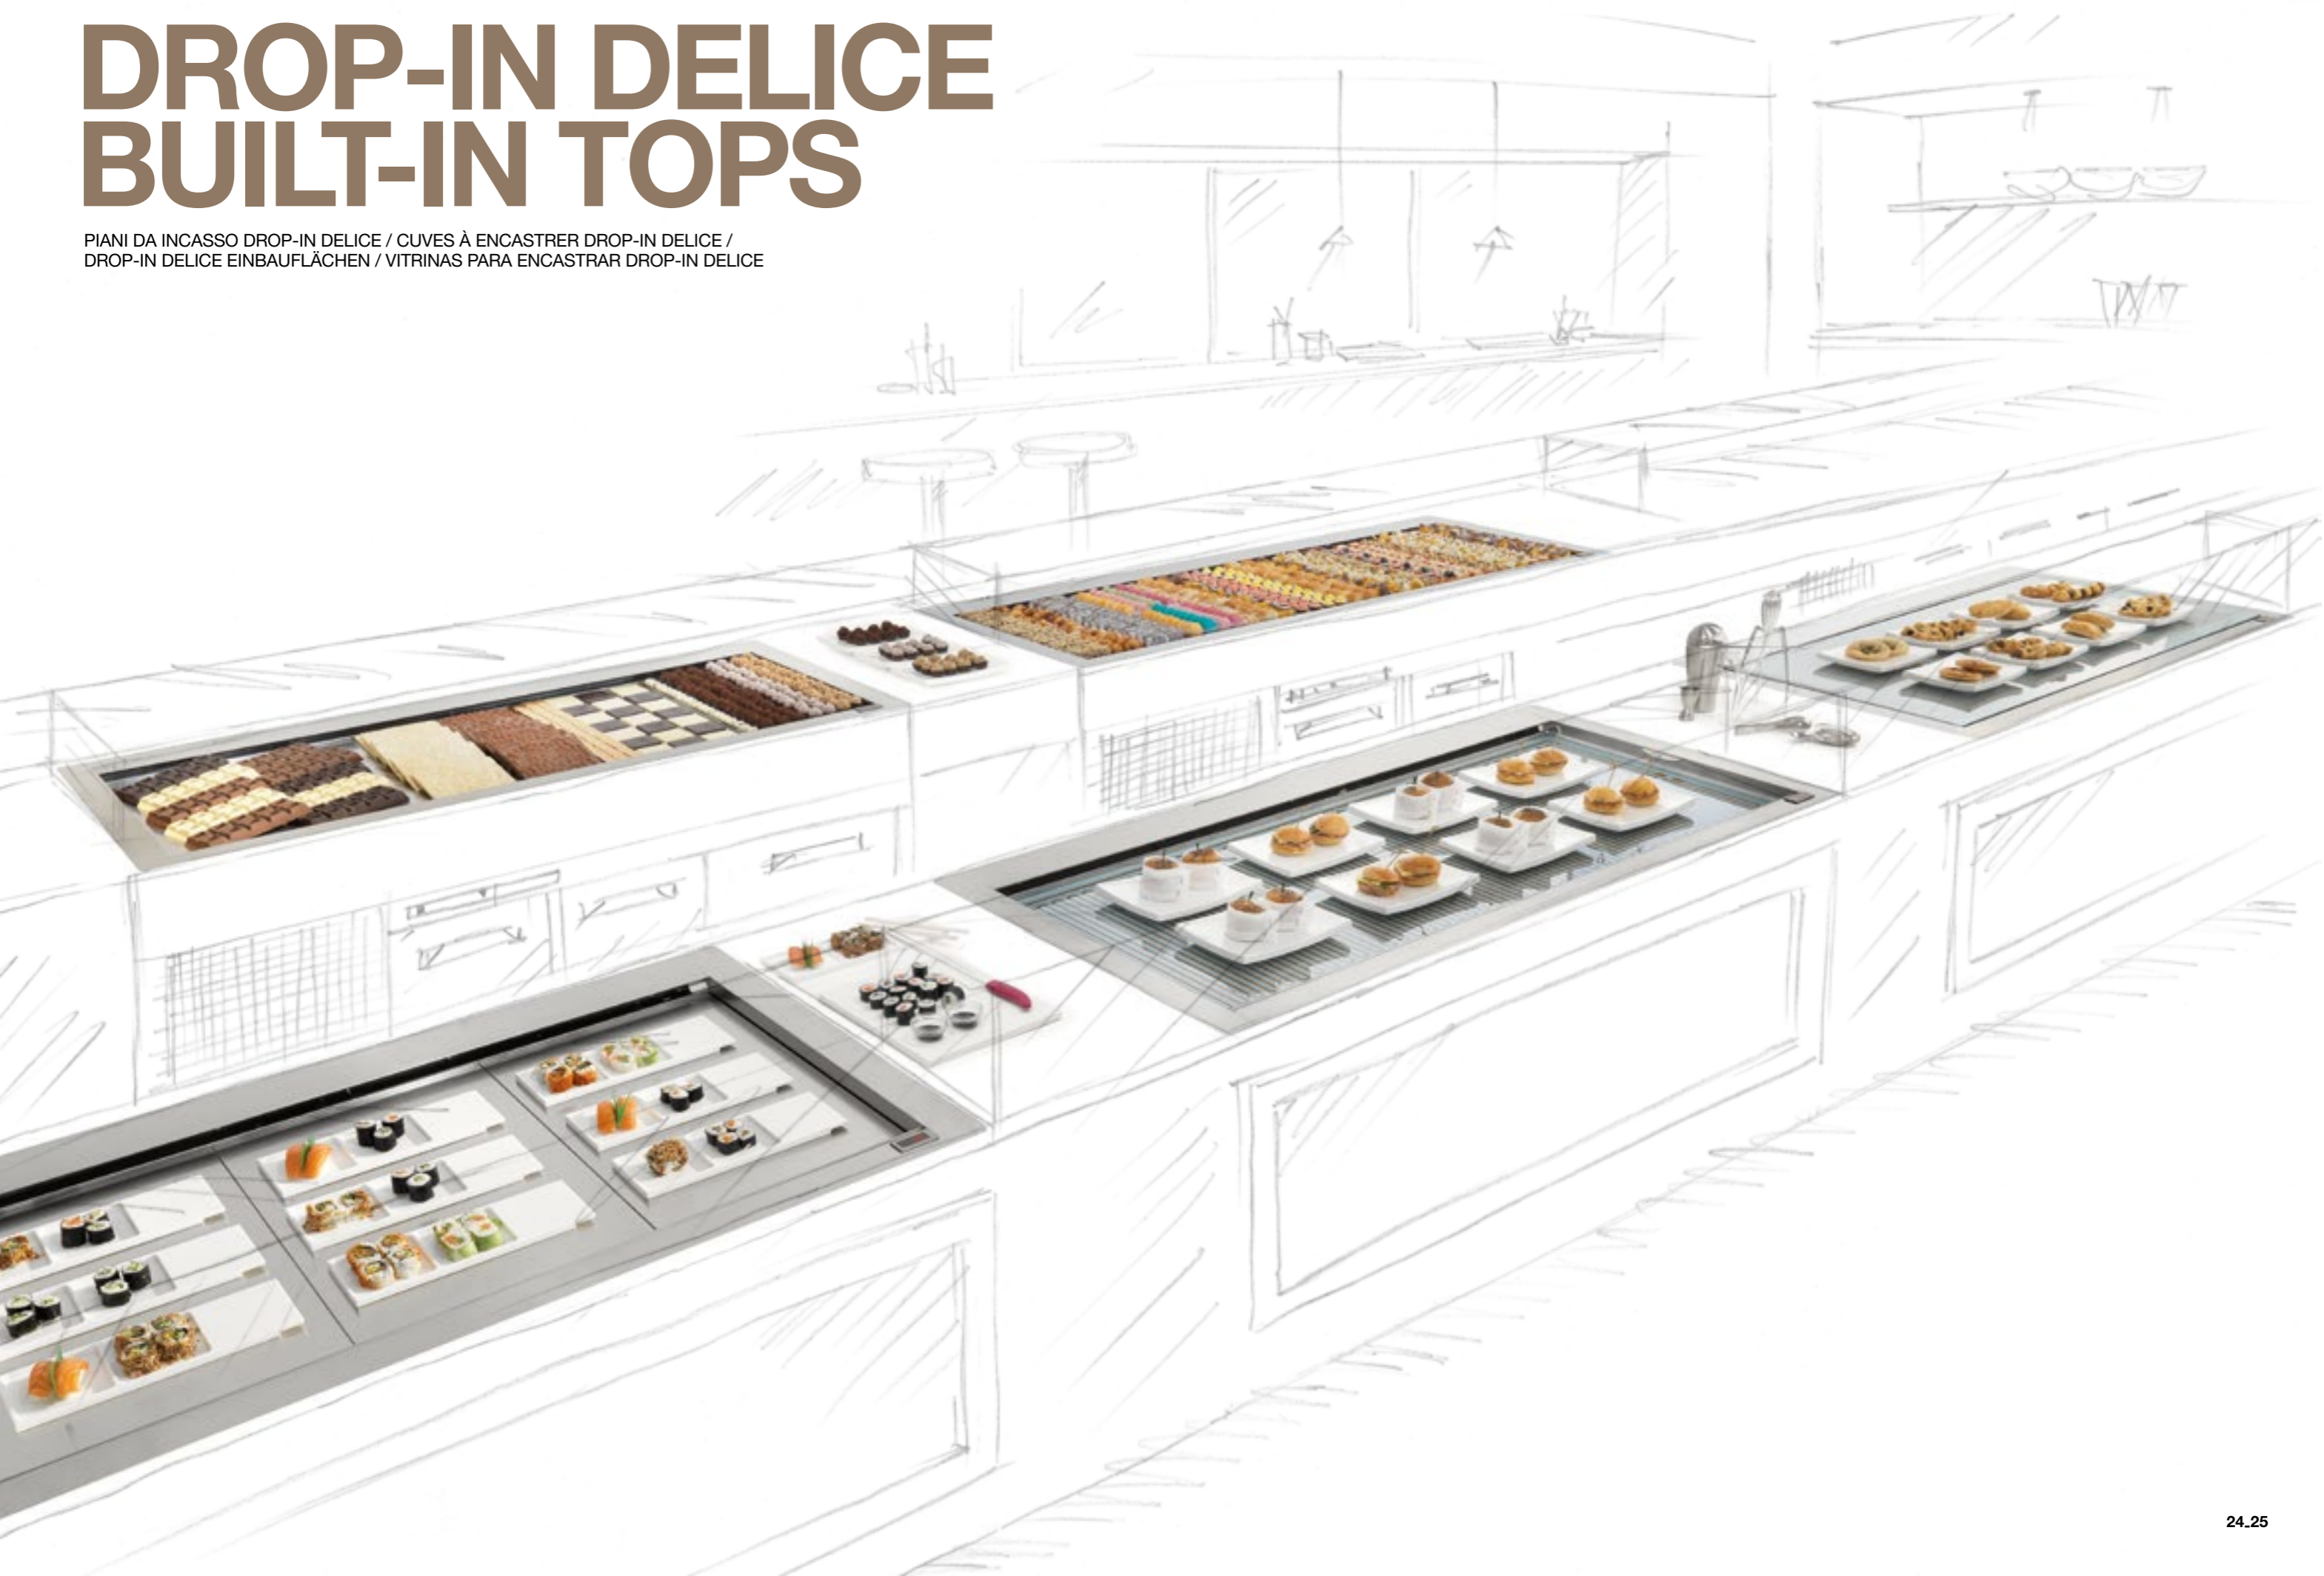 DROP-IN DELICE
BUILT-IN TOPS
PIANI DA INCASSO DROP-IN DELICE / CUVES À ENCASTRER DROP-IN DELICE /
DROP-IN DELICE EINBAUFLÄCHEN / VITRINAS PARA ENCASTRAR DROP-IN DELICE
24_25